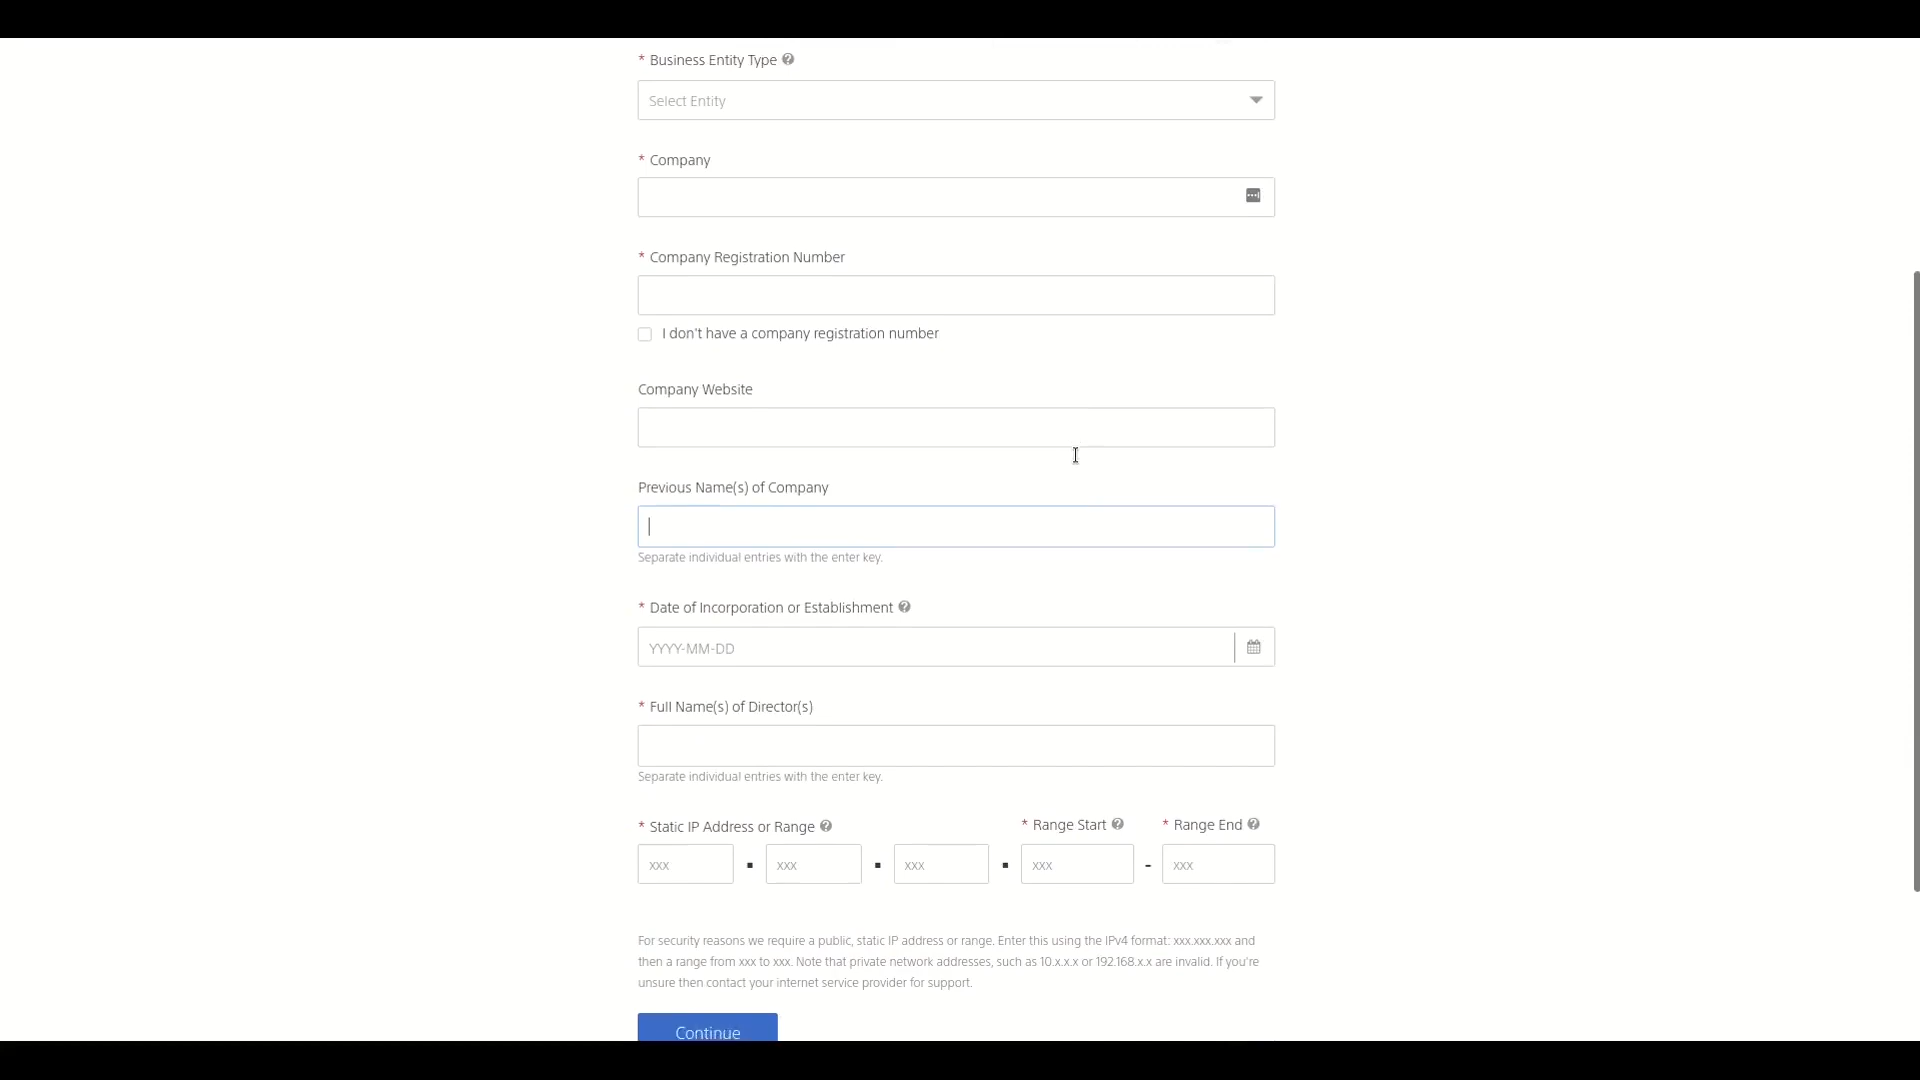 * Business Entity Type
Select Entity
* Company
* Company Registration Number
I don't have a company registration number
Company Website
Previous Name(s) of Company
Separate individual entries with the enter key.
* Date of Incorporation or Establishment
YYYY-MM-DD
* Full Name(s) of Director(s)
Separate individual entries with the enter key.
* Static IP Address or Range * Range Start * Range End
xxx . xxx . xxx . xxx - xxx
For security reasons we require a public, static IP address or range. Enter this using the IPv4 format: xxx.xxx.xxx and
then a range from xxx to xxx. Note that private network addresses, such as 10.x.x.x or 192.168.x.x are invalid. If you're
unsure then contact your internet service provider for support.
Continue